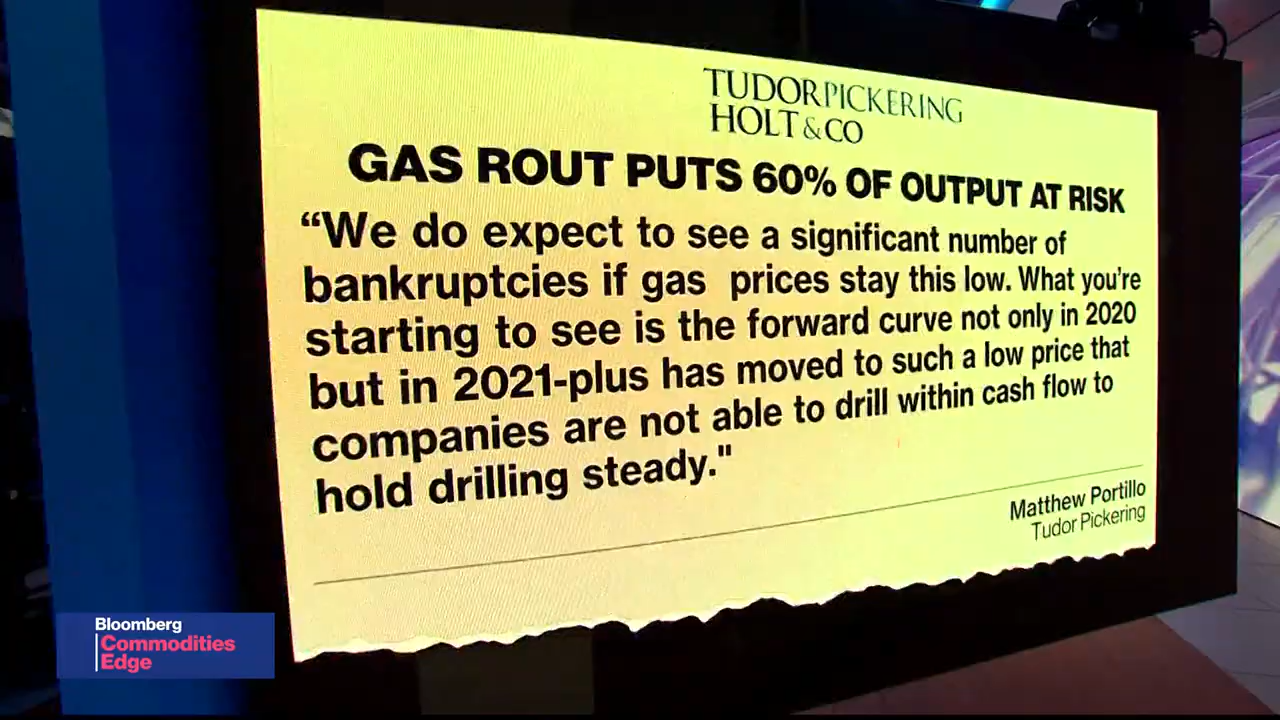 TUDORPICKERING
HOLT & CO
GAS ROUT PUTS 60% OF OUTPUT AT RISK
“We do expect to see a significant number of
bankruptcies if gas prices stay this low. What you’re
starting to see is the forward curve not only in 2020
but in 2021-plus has moved to such a low price that
companies are not able to drill within cash flow to
hold drilling steady."
Matthew Portillo
Tudor Pickering
Bloomberg
Commodities
Edge